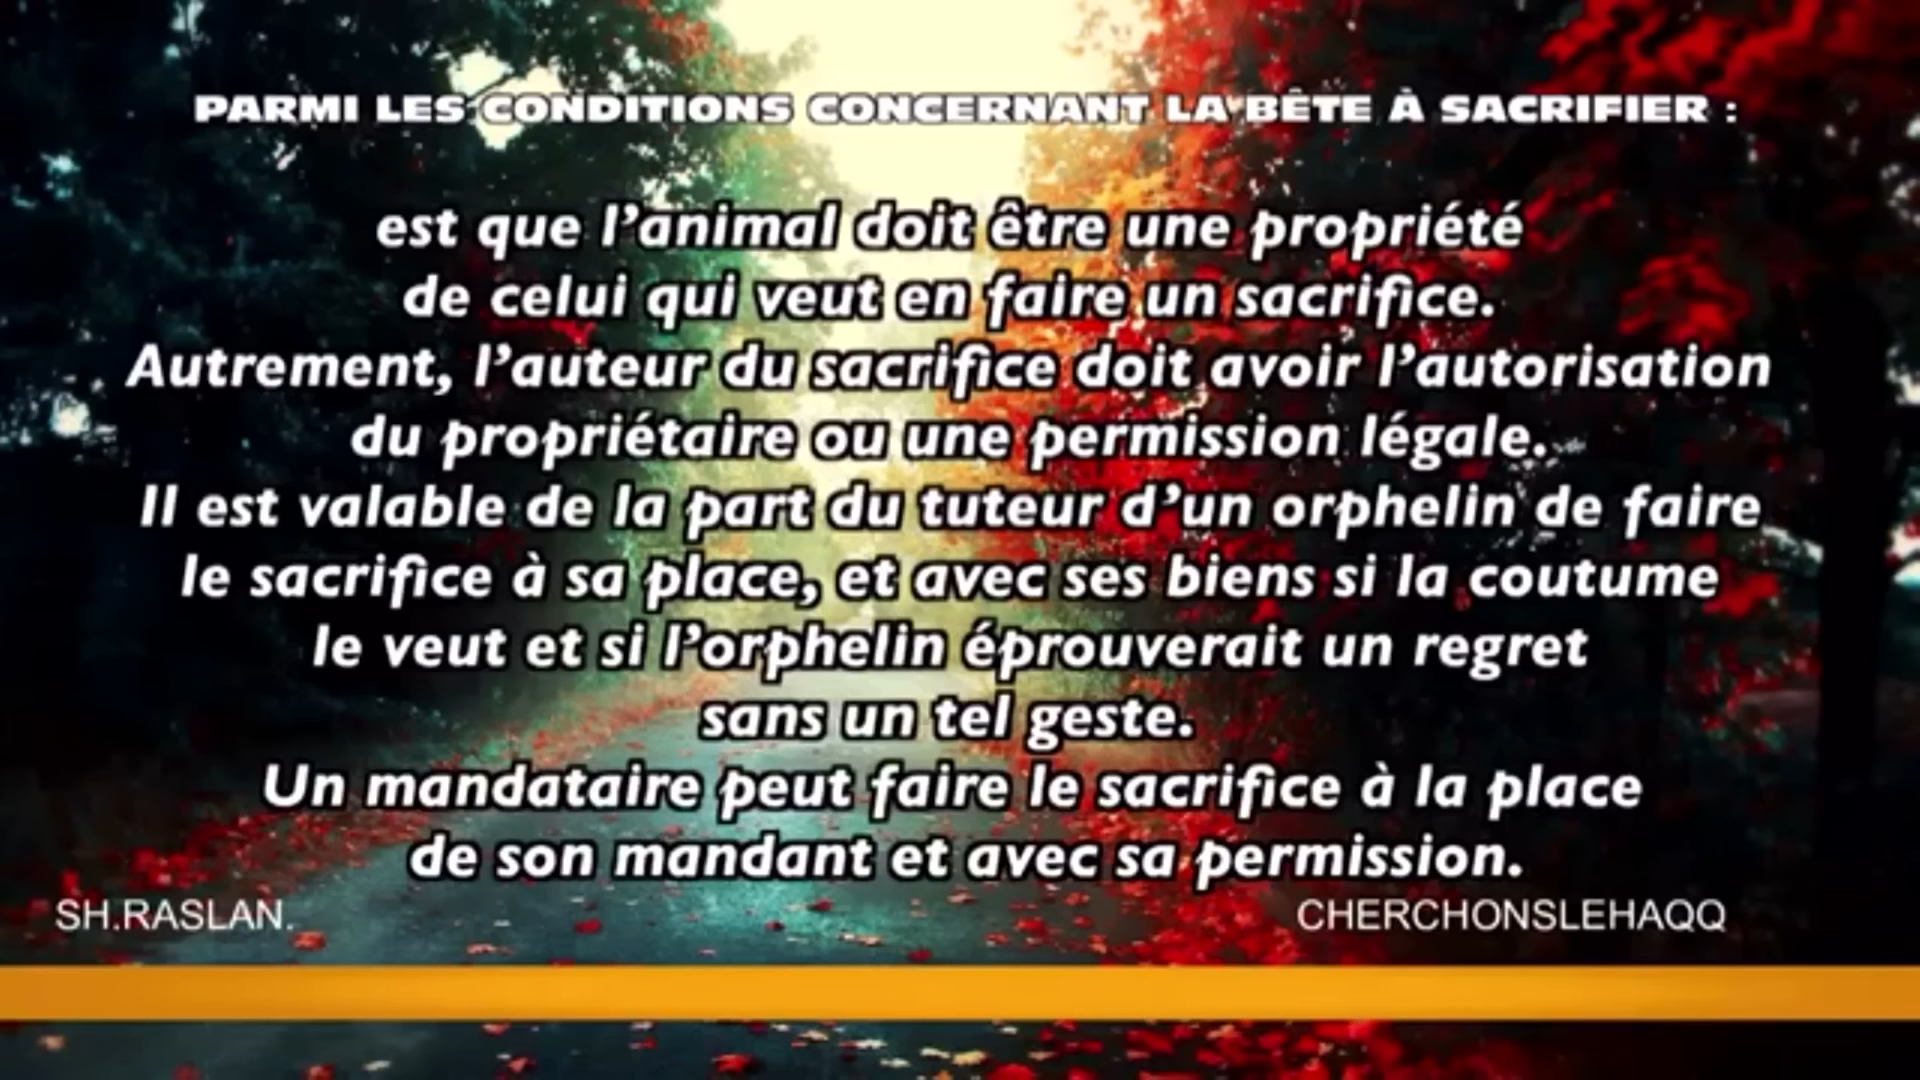 PARMI LES CONDITIONS CONCERNANT LA BÊTE À SACRIFIER :
est que l’animal doit être une propriété
de celui qui veut en faire un sacrifice.
Autrement, l’auteur du sacrifice doit avoir l’autorisation
du propriétaire ou une permission légale.
Il est valable de la part du tuteur d’un orphelin de faire
le sacrifice à sa place, et avec ses biens si la coutume
le veut et si l’orphelin éprouverait un regret
sans un tel geste.
Un mandataire peut faire le sacrifice à la place
de son mandant et avec sa permission.
SH.RASLAN. CHERCHONSLEHAQQ